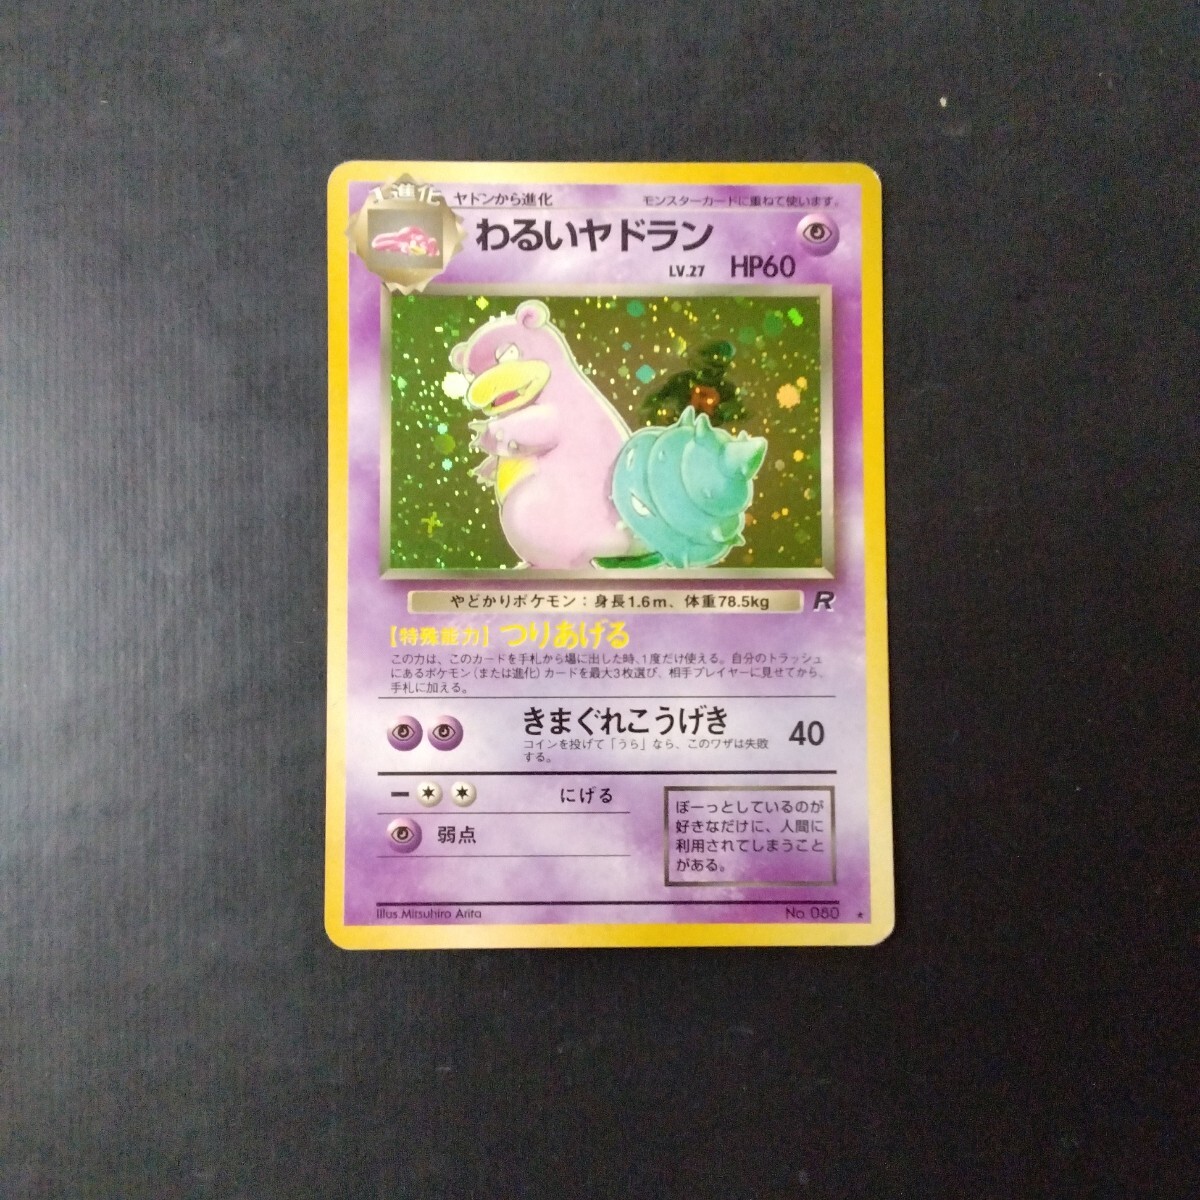 1進化
ヤドンから進化
モンスターカードに重ねて使います。
わるいヤドラン
LV.27 HP60
やどかりポケモン:身長1.6m、体重78.5kg
R
【特殊能力】つりあげる
この力は、このカードを手札から場に出した時、1度だけ使える。自分のトラッシュ
にあるポケモン(または進化)カードを最大3枚選び、相手プレイヤーに見せてから、
手札に加える。
きまぐれこうげき 40
コインを投げて「うら」なら、このワザは失敗
する。
ー にげる
弱点
ぼーっとしているのが
好きなだけに、人間に
利用されてしまうこと
がある。
Illus.Mitsuhiro Arita
No.080 ★